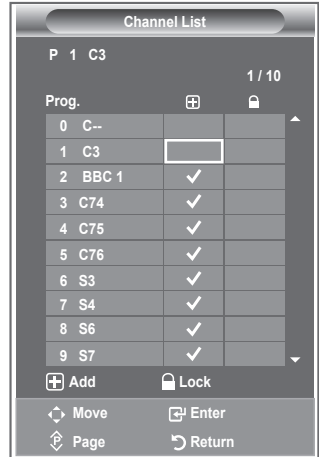 Channel List
P 1 C3
1 / 10
Prog.
0 C--
1 C3
2 BBC 1
3 C74
4 C75
5 C76
6 S3
7 S4
8 S6
9 S7
Add Lock
Move Enter
P Page Return